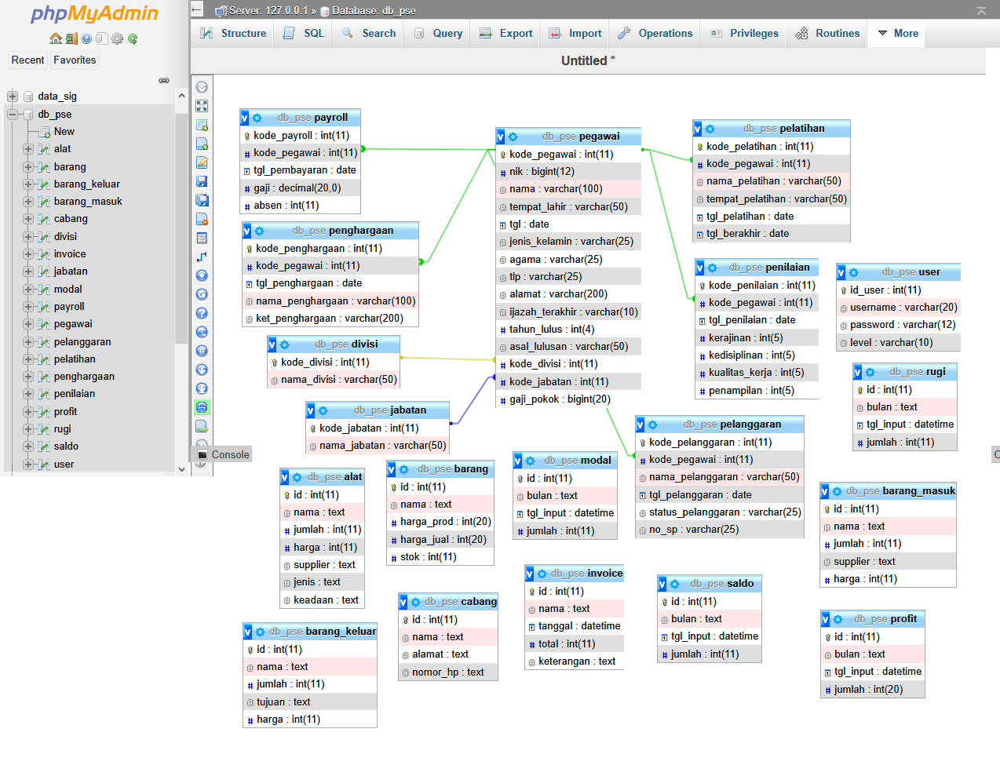 phpMyAdmin
Recent
Favorites
data_sig
db_pse
New
alat
barang
barang_keluar
barang_masuk
cabang
divisi
invoice
jabatan
modal
payroll
pegawai
pelanggaran
pelatihan
penghargaan
penilaian
profit
rugi
saldo
user
Server: 127.0.0.1 » Database: db_pse
Structure
SQL
Search
Query
Export
Import
Operations
Privileges
Routines
More
Untitled *
Console
db_pse payroll
kode_payroll : int(11)
kode_pegawai : int(11)
tgl_pembayaran : date
gaji : decimal(20,0)
absen : int(11)
db_pse penghargaan
kode_penghargaan : int(11)
kode_pegawai : int(11)
tgl_penghargaan : date
nama_penghargaan : varchar(100)
ket_penghargaan : varchar(200)
db_pse divisi
kode_divisi : int(11)
nama_divisi : varchar(50)
db_pse jabatan
kode_jabatan : int(11)
nama_jabatan : varchar(50)
db_pse pegawai
kode_pegawai : int(11)
nik : bigint(12)
nama : varchar(100)
tempat_lahir : varchar(50)
tgl : date
jenis_kelamin : varchar(25)
agama : varchar(25)
tlp : varchar(25)
alamat : varchar(200)
ijazah_terakhir : varchar(10)
tahun_lulus : int(4)
asal_lulusan : varchar(50)
kode_divisi : int(11)
kode_jabatan : int(11)
gaji_pokok : bigint(20)
db_pse pelatihan
kode_pelatihan : int(11)
kode_pegawai : int(11)
nama_pelatihan : varchar(50)
tempat_pelatihan : varchar(50)
tgl_pelatihan : date
tgl_berakhir : date
db_pse penilaian
kode_penilaian : int(11)
kode_pegawai : int(11)
tgl_penilaian : date
kerajinan : int(5)
kedisiplinan : int(5)
kualitas_kerja : int(5)
penampilan : int(5)
db_pse user
id_user : int(11)
username : varchar(20)
password : varchar(12)
level : varchar(10)
db_pse rugi
id : int(11)
bulan : text
tgl_input : datetime
jumlah : int(11)
db_pse pelanggaran
kode_pelanggaran : int(11)
kode_pegawai : int(11)
nama_pelanggaran : varchar(50)
tgl_pelanggaran : date
status_pelanggaran : varchar(25)
no_sp : varchar(25)
db_pse alat
id : int(11)
nama : text
jumlah : int(11)
harga : int(11)
supplier : text
jenis : text
keadaan : text
db_pse barang
id : int(11)
nama : text
harga_prod : int(20)
harga_jual : int(20)
stok : int(11)
db_pse modal
id : int(11)
bulan : text
tgl_input : datetime
jumlah : int(11)
db_pse barang_masuk
id : int(11)
nama : text
jumlah : int(11)
supplier : text
harga : int(11)
db_pse cabang
id : int(11)
nama : text
alamat : text
nomor_hp : text
db_pse invoice
id : int(11)
nama : text
tanggal : datetime
total : int(11)
keterangan : text
db_pse saldo
id : int(11)
bulan : text
tgl_input : datetime
jumlah : int(11)
db_pse profit
id : int(11)
bulan : text
tgl_input : datetime
jumlah : int(20)
db_pse barang_keluar
id : int(11)
nama : text
jumlah : int(11)
tujuan : text
harga : int(11)